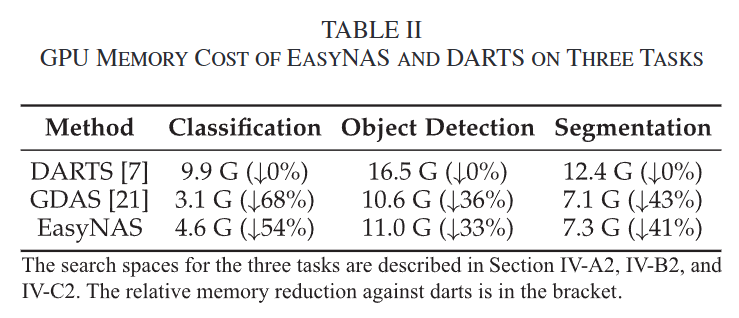 TABLE II
GPU MEMORY COST OF EASYNAS AND DARTS ON THREE TASKS
Method Classification Object Detection Segmentation
DARTS [7] 9.9 G (↓0%) 16.5 G (↓0%) 12.4 G (↓0%)
GDAS [21] 3.1 G (↓68%) 10.6 G (↓36%) 7.1 G (↓43%)
EasyNAS 4.6 G (↓54%) 11.0 G (↓33%) 7.3 G (↓41%)
The search spaces for the three tasks are described in Section IV-A2, IV-B2, and
IV-C2. The relative memory reduction against darts is in the bracket.